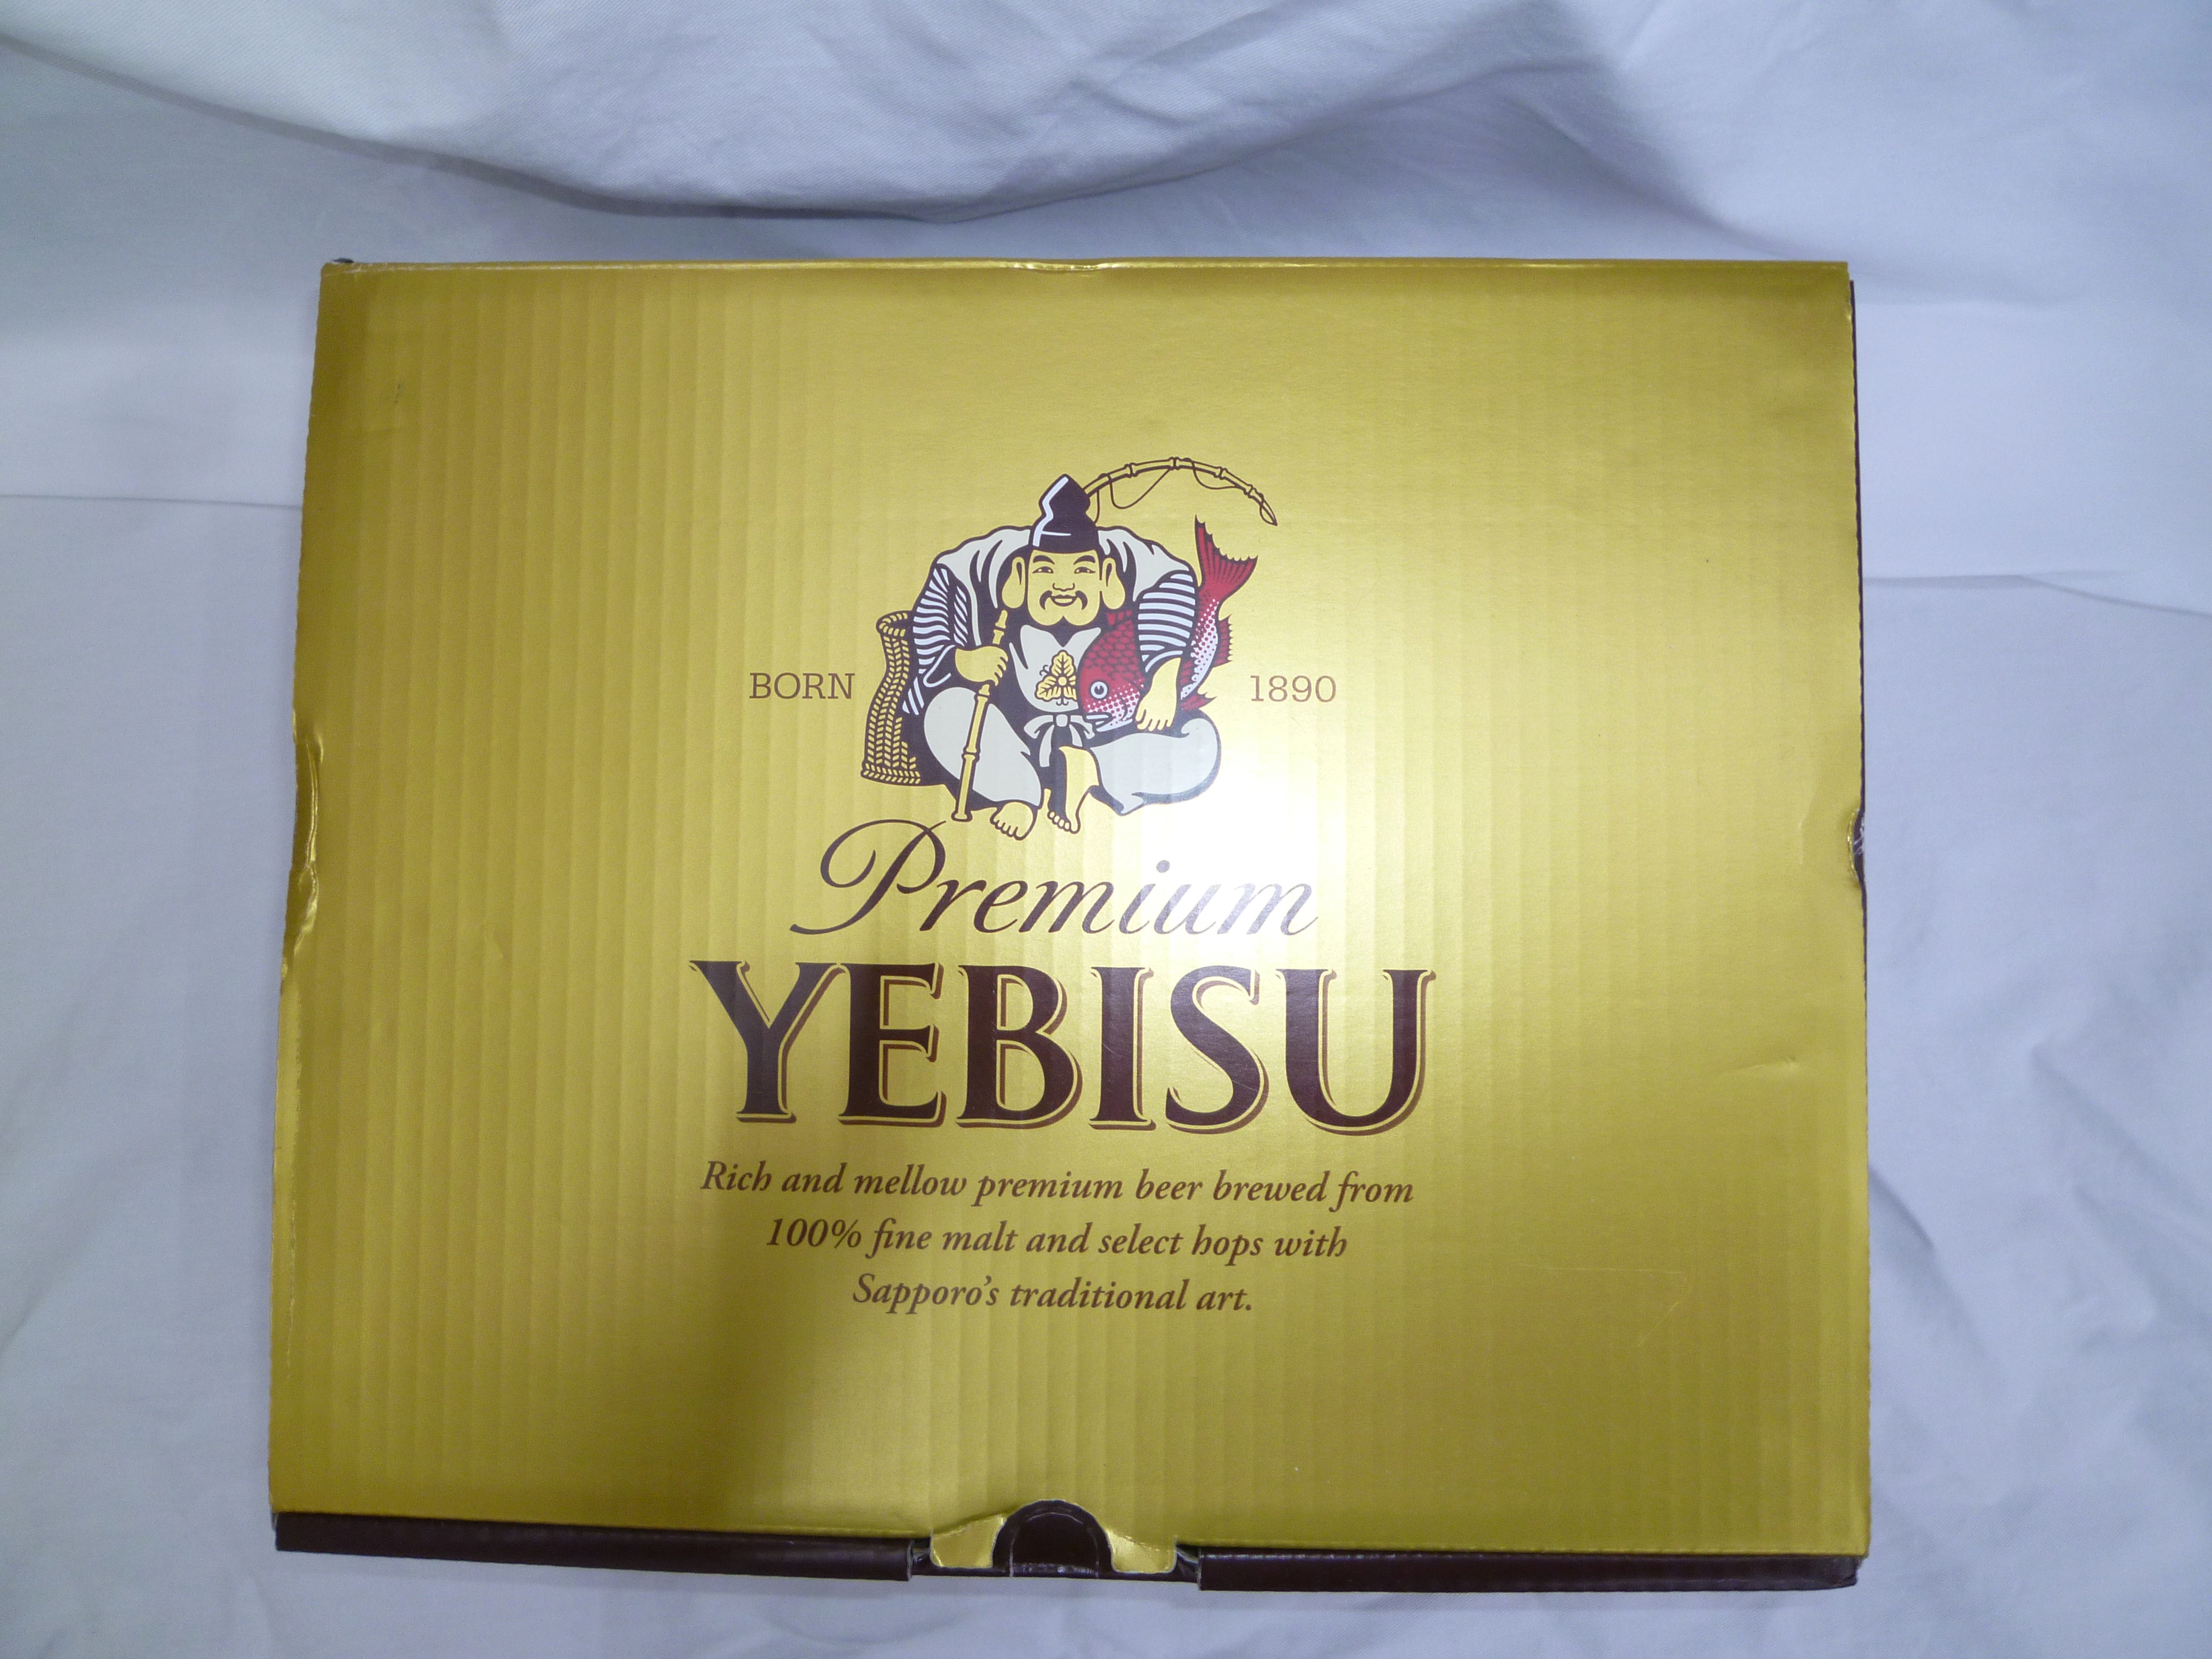 BORN 1890
Premium
YEBISU
Rich and mellow premium beer brewed from
100% fine malt and select hops with
Sapporo's traditional art.